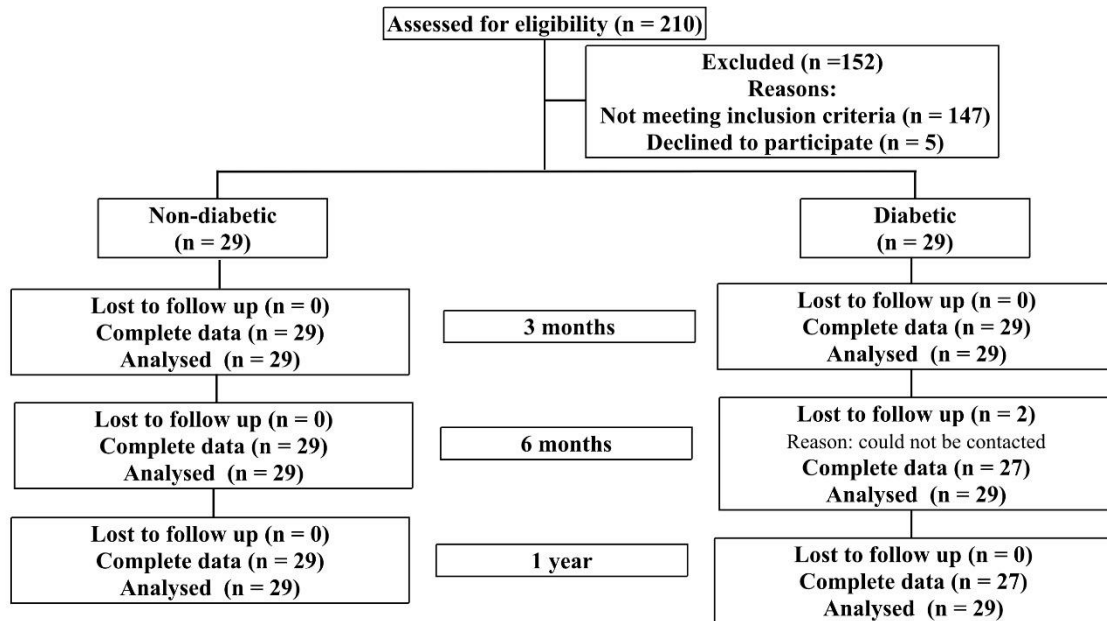 Assessed for eligibility (n = 210)
Excluded (n =152)
Reasons:
Not meeting inclusion criteria (n = 147)
Declined to participate (n = 5)
Non-diabetic
(n = 29)
Diabetic
(n = 29)
Lost to follow up (n = 0)
Complete data (n = 29)
Analysed (n = 29)
3 months
Lost to follow up (n = 0)
Complete data (n = 29)
Analysed (n = 29)
Lost to follow up (n = 0)
Complete data (n = 29)
Analysed (n = 29)
6 months
Lost to follow up (n = 2)
Reason: could not be contacted
Complete data (n = 27)
Analysed (n = 29)
Lost to follow up (n = 0)
Complete data (n = 29)
Analysed (n = 29)
1 year
Lost to follow up (n = 0)
Complete data (n = 27)
Analysed (n = 29)